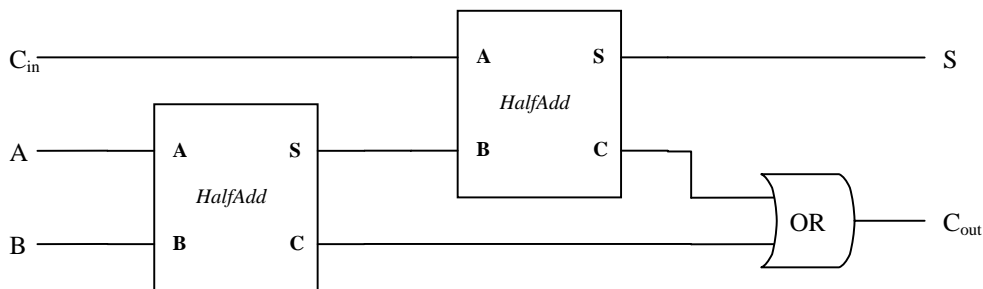 C_in A S S
HalfAdd
A A S B C
HalfAdd OR C_out
B B C